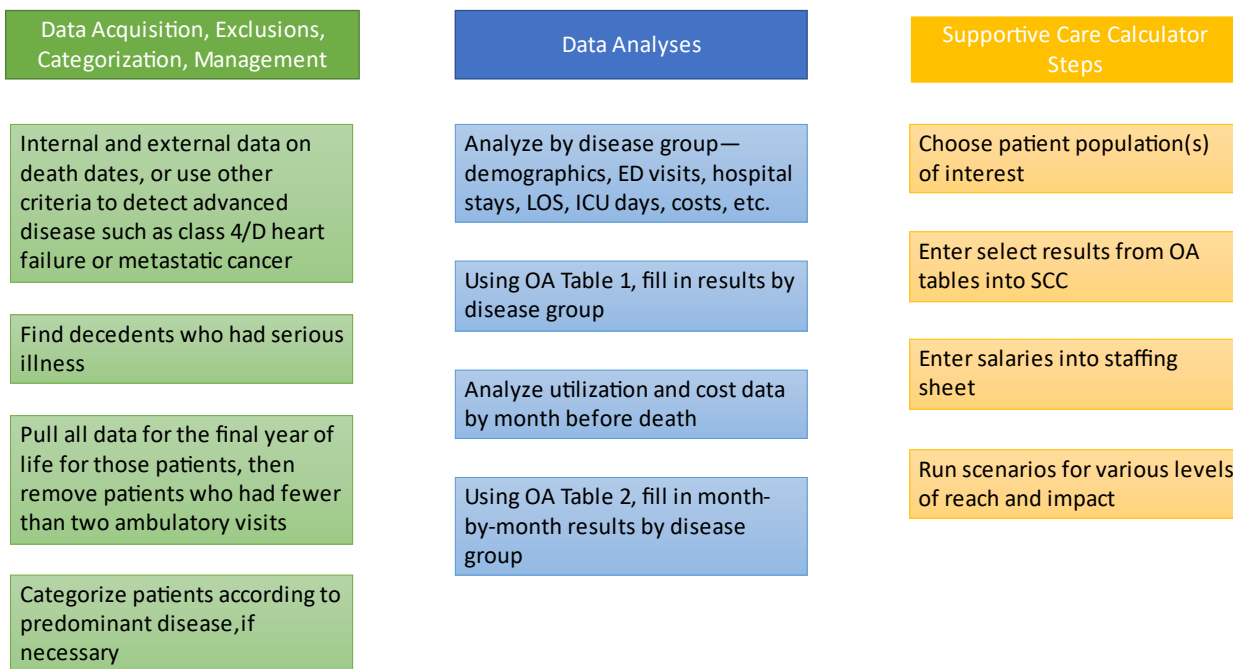 Data Acquisition, Exclusions,
Categorization, Management
Internal and external data on
death dates, or use other
criteria to detect advanced
disease such as class 4/D heart
failure or metastatic cancer
Find decedents who had serious
illness
Pull all data for the final year of
life for those patients, then
remove patients who had fewer
than two ambulatory visits
Categorize patients according to
predominant disease,if
necessary
Data Analyses
Analyze by disease group—
demographics, ED visits, hospital
stays, LOS, ICU days, costs, etc.
Using OA Table 1, fill in results by
disease group
Analyze utilization and cost data
by month before death
Using OA Table 2, fill in month-
by-month results by disease
group
Supportive Care Calculator
Steps
Choose patient population(s)
of interest
Enter select results from OA
tables into SCC
Enter salaries into staffing
sheet
Run scenarios for various levels
of reach and impact